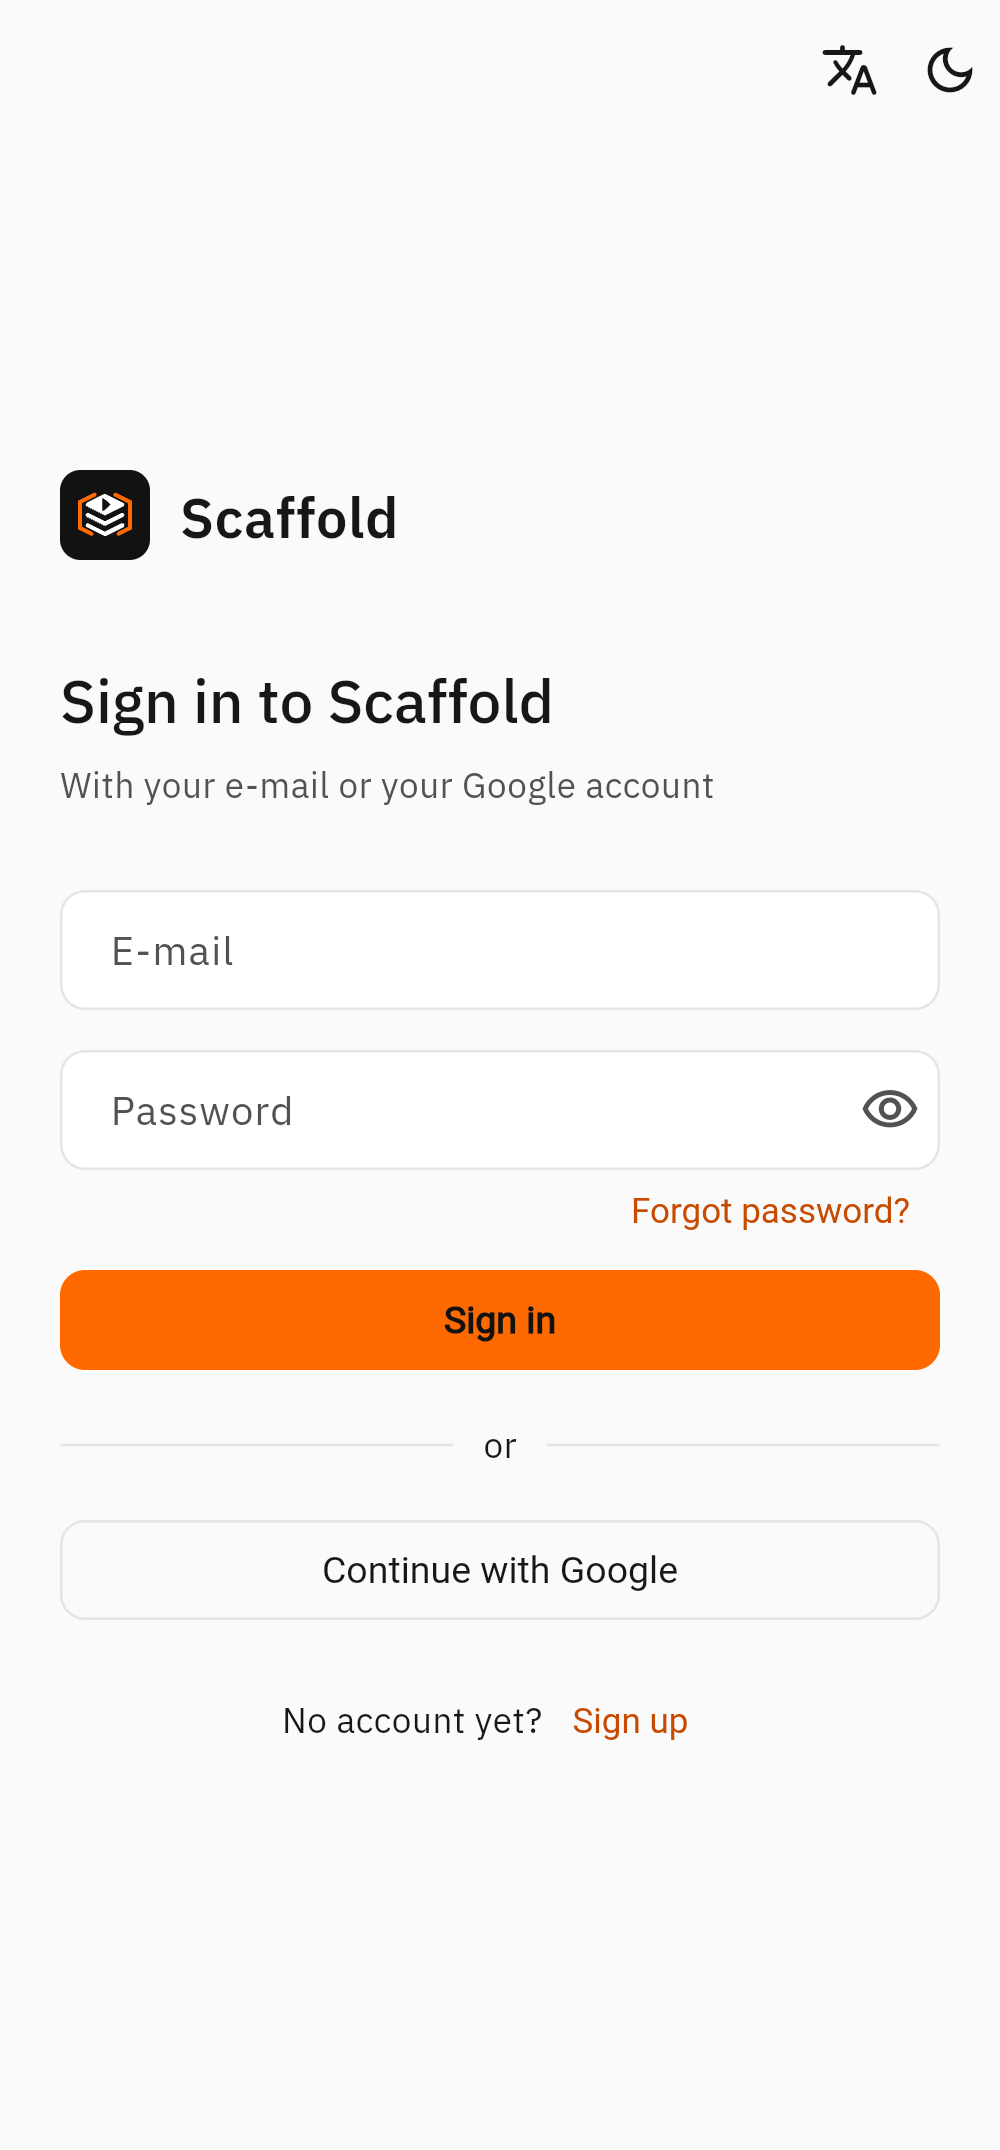 Scaffold
Sign in to Scaffold
With your e-mail or your Google account
E-mail
Password
Forgot password?
Sign in
or
Continue with Google
No account yet? Sign up